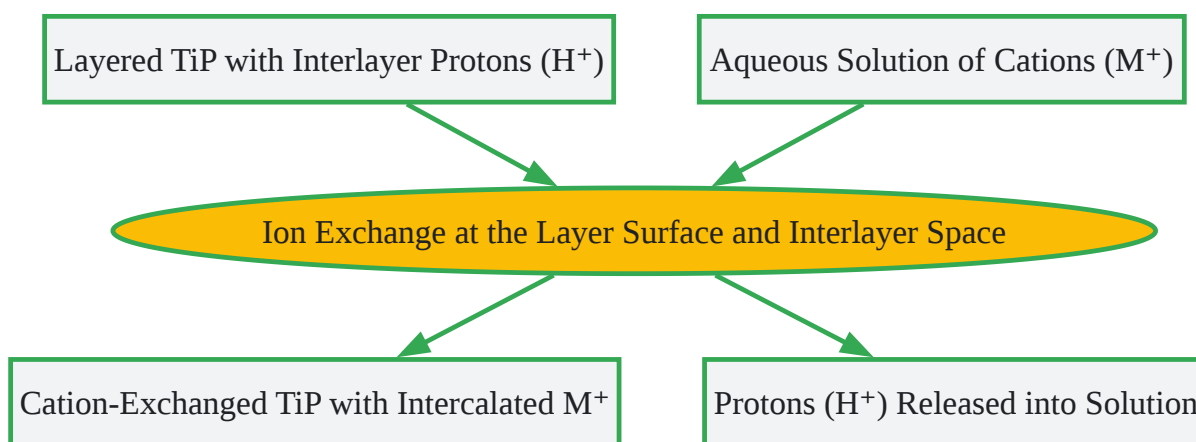 Layered TiP with Interlayer Protons (H⁺)
Aqueous Solution of Cations (M⁺)
Ion Exchange at the Layer Surface and Interlayer Space
Cation-Exchanged TiP with Intercalated M⁺
Protons (H⁺) Released into Solution